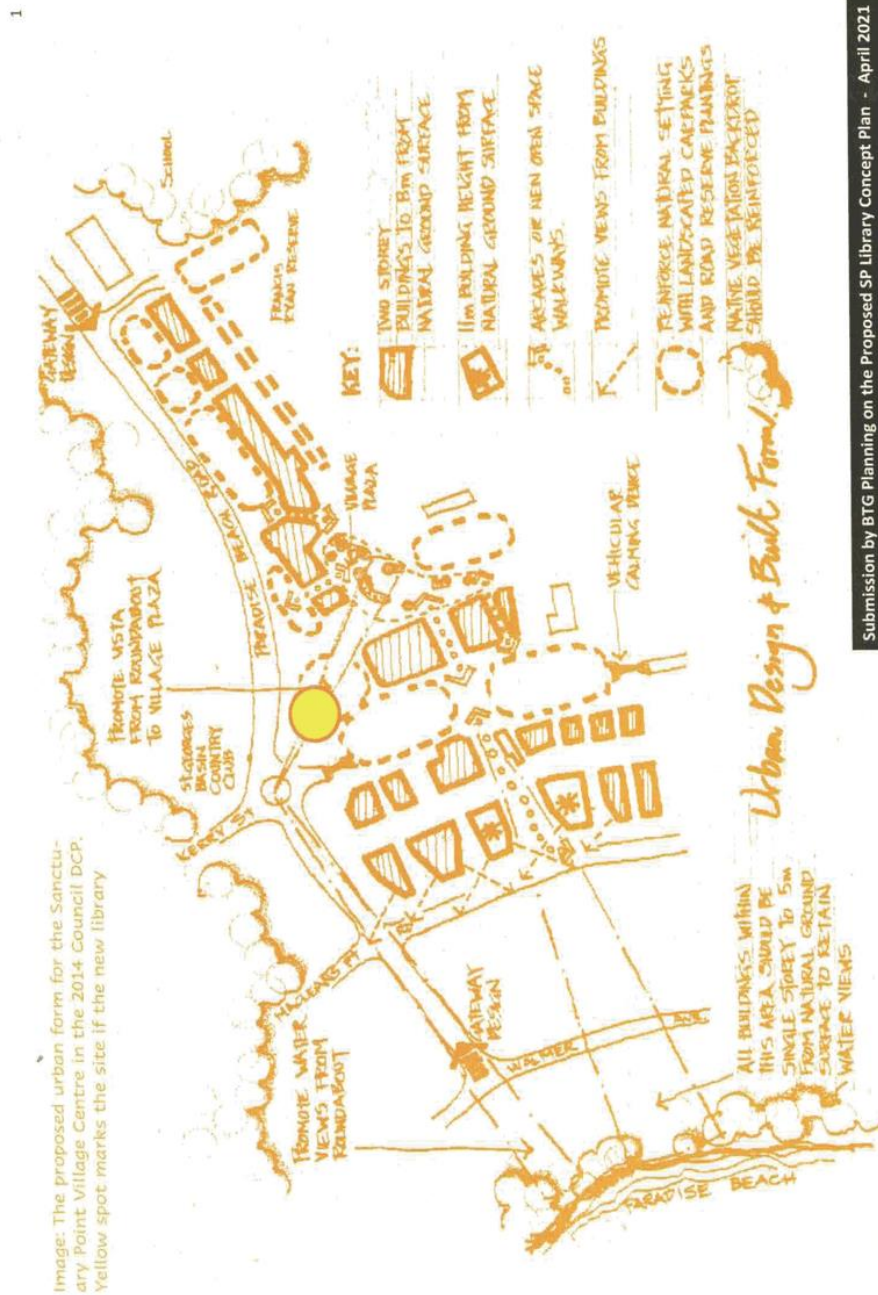 1
Image: The proposed urban form for the Sanctu-
ary Point Village Centre in the 2014 Council DCP.
Yellow spot marks the site if the new library
GATEWAY
DESIGN
School
FRANCIS
RYAN RESERVE
PARADISE BEACH ROAD
PROMOTE VISTA
FROM ROUNDABOUT
TO VILLAGE PLAZA
ST. GEORGES
BASIN
COUNTRY
CLUB
KERRY ST
VILLAGE
PLAZA
MACLEANS PT
PROMOTE WATER
VIEWS FROM
ROUNDABOUT
GATEWAY
DESIGN
WALMER
AVE
VEHICULAR
CALMING DEVICE
PARADISE BEACH
ALL BUILDINGS WITHIN
THIS AREA SHOULD BE
SINGLE STOREY TO 5m
FROM NATURAL GROUND
SURFACE TO RETAIN
WATER VIEWS
KEY:
TWO STOREY
BUILDINGS TO 8m FROM
NATURAL GROUND SURFACE
11m BUILDING HEIGHT FROM
NATURAL GROUND SURFACE
ARCADES OR NEW OPEN SPACE
WALKWAYS.
PROMOTE VIEWS FROM BUILDINGS
REINFORCE NATURAL SETTING
WITH LANDSCAPED CARPARKS
AND ROAD RESERVE PLANTINGS
NATIVE VEGETATION BACKDROP
SHOULD BE REINFORCED
Urban Design & Built Form.
Submission by BTG Planning on the Proposed SP Library Concept Plan - April 2021